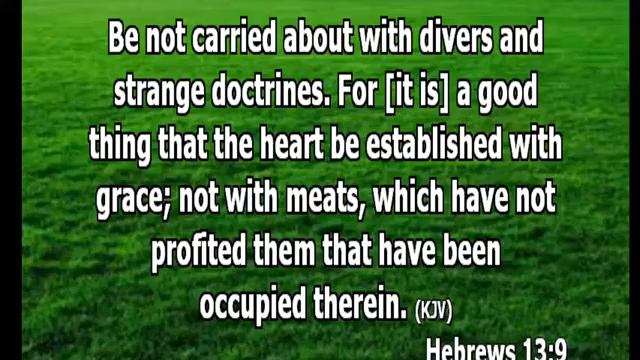 Be not carried about with divers and
strange doctrines. For [it is] a good
thing that the heart be established with
grace; not with meats, which have not
profited them that have been
occupied therein. (KJV)
Hebrews 13:9